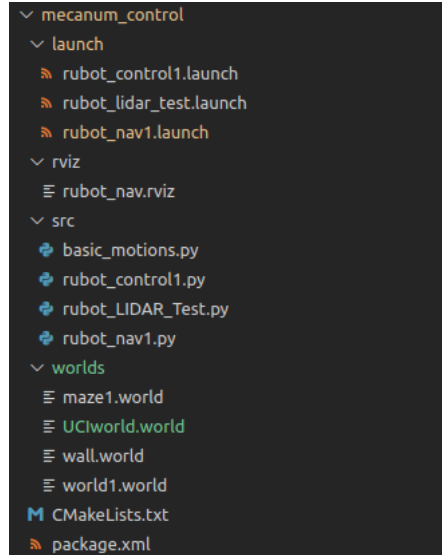 mecanum_control
launch
rubot_control1.launch
rubot_lidar_test.launch
rubot_nav1.launch
rviz
rubot_nav.rviz
src
basic_motions.py
rubot_control1.py
rubot_LIDAR_Test.py
rubot_nav1.py
worlds
maze1.world
UCIworld.world
wall.world
world1.world
M CMakeLists.txt
package.xml